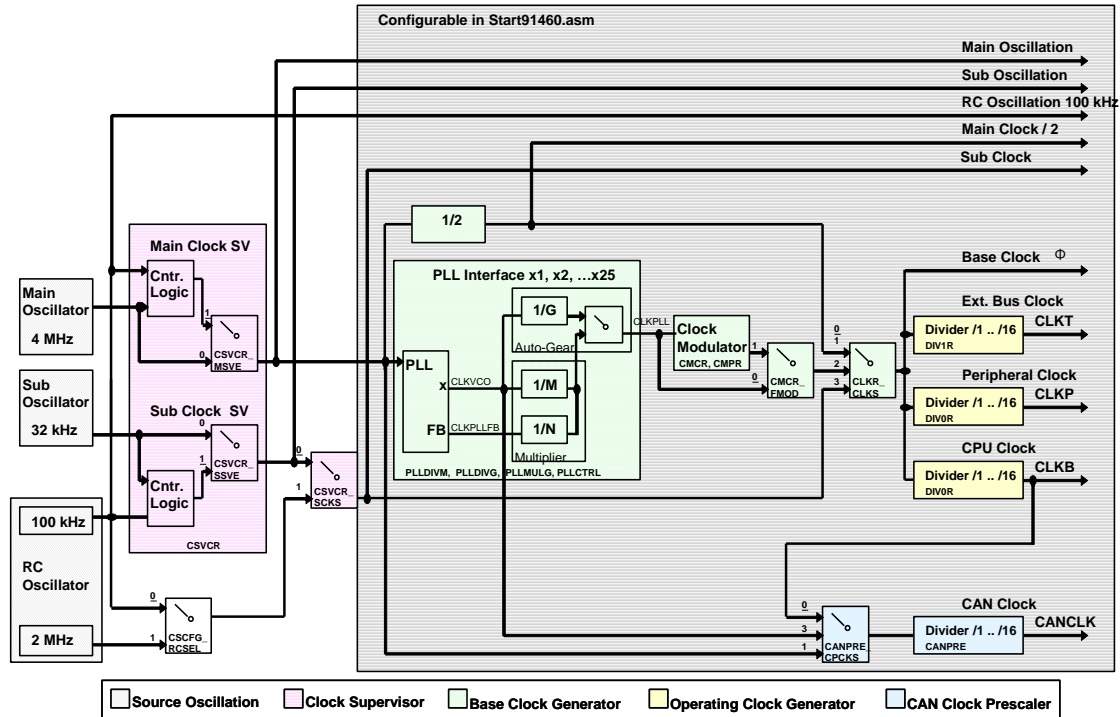 Configurable in Start91460.asm
Main Oscillation
Sub Oscillation
RC Oscillation 100 kHz
Main Clock / 2
Sub Clock
1/2
Main Clock SV
Cntr.
Logic
1
0
CSVCR_
MSVE
Main
Oscillator
4 MHz
Sub
Oscillator
32 kHz
Sub Clock SV
0
1
CSVCR_
SSVE
Cntr.
Logic
CSVCR
100 kHz
RC
Oscillator
2 MHz
0
1
CSCFG_
RCSEL
0
1
CSVCR_
SCKS
PLL Interface x1, x2, ...x25
1/G
Auto-Gear
PLL
x
CLKVCO
1/M
FB
CLKPLLFB
1/N
Multiplier
PLLDIVM, PLLDIVG, PLLMULG, PLLCTRL
CLKPLL
Clock
Modulator
CMCR, CMPR
1
0
CMCR_
FMOD
0
1
2
3
CLKR_
CLKS
Base Clock Φ
Ext. Bus Clock
Divider /1 .. /16
DIV1R
CLKT
Peripheral Clock
Divider /1 .. /16
DIV0R
CLKP
CPU Clock
Divider /1 .. /16
DIV0R
CLKB
0
3
1
CANPRE_
CPCKS
CAN Clock
Divider /1 .. /16
CANPRE
CANCLK
Source Oscillation
Clock Supervisor
Base Clock Generator
Operating Clock Generator
CAN Clock Prescaler